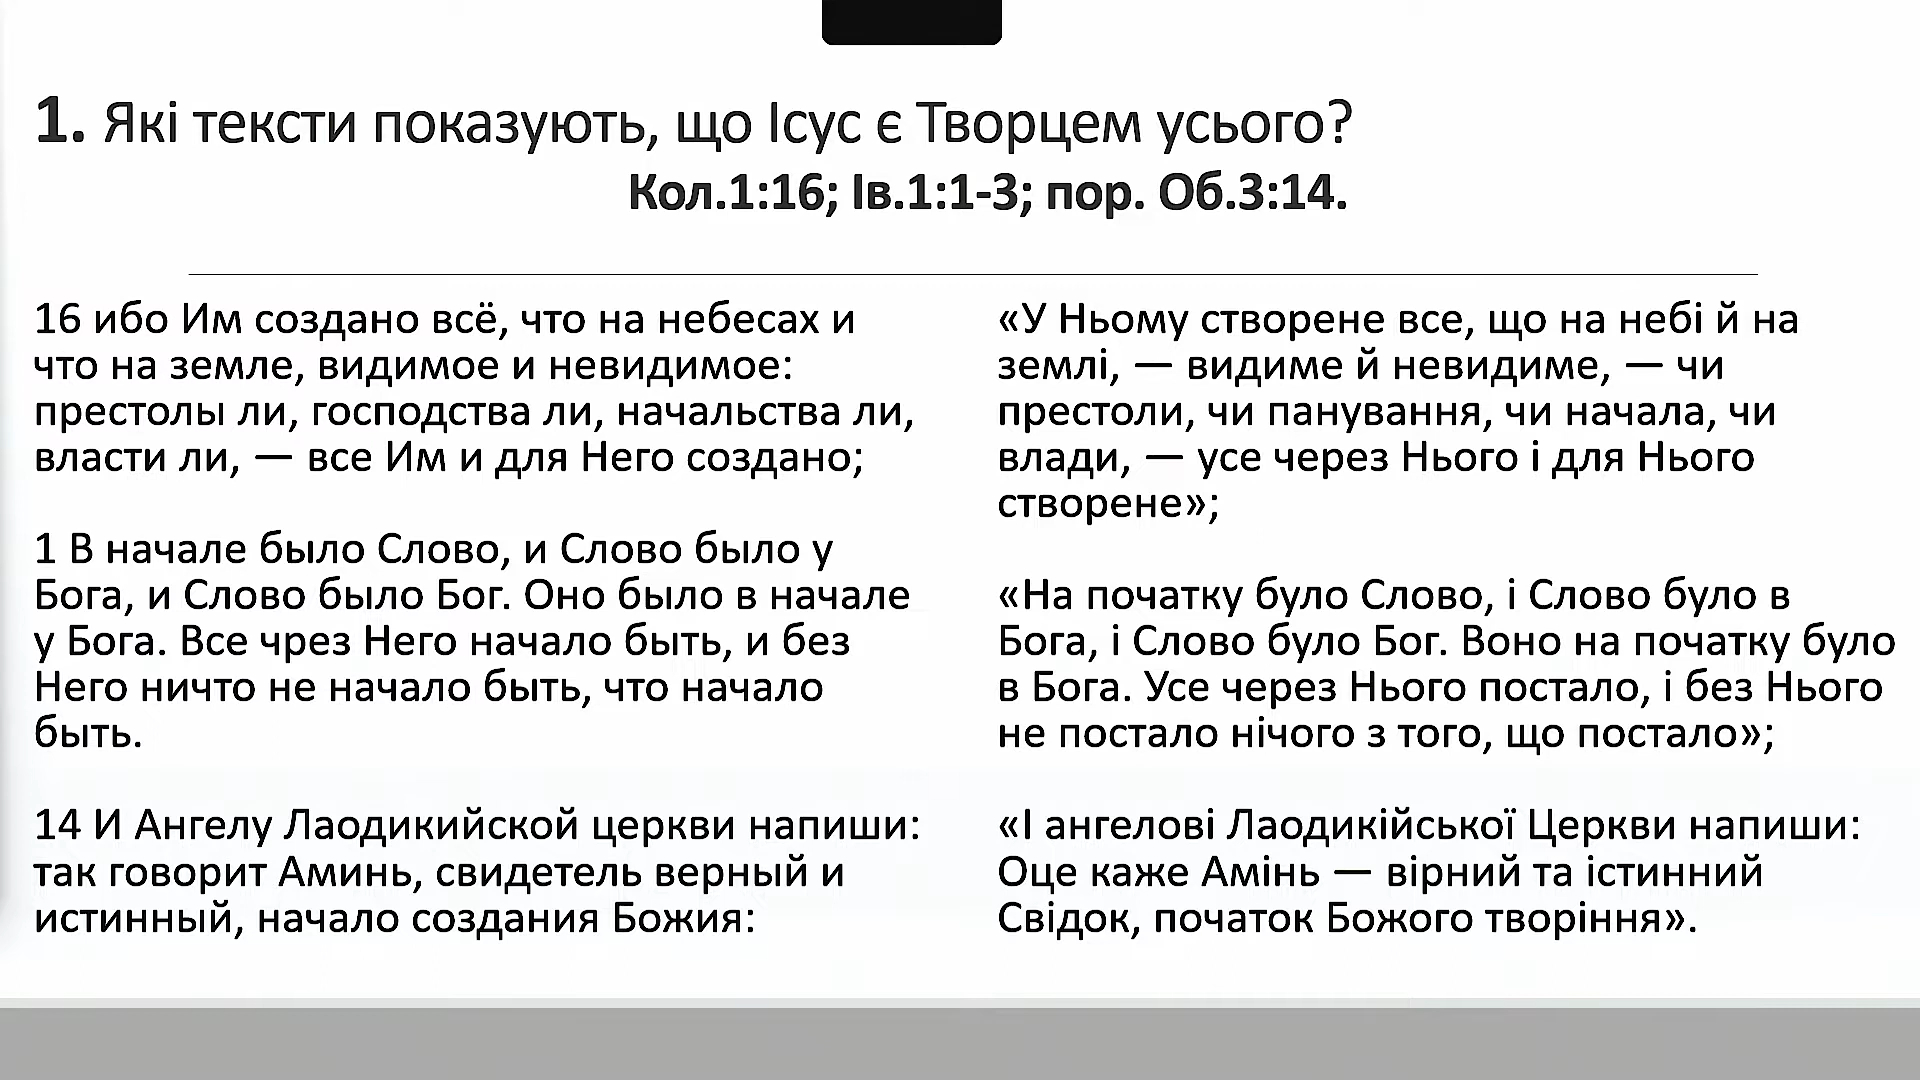 1. Які тексти показують, що Ісус є Творцем усього?
Кол.1:16; Ів.1:1-3; пор. Об.3:14.
16 ибо Им создано всё, что на небесах и
что на земле, видимое и невидимое:
престолы ли, господства ли, начальства ли,
власти ли, — все Им и для Него создано;
1 В начале было Слово, и Слово было у
Бога, и Слово было Бог. Оно было в начале
у Бога. Все чрез Него начало быть, и без
Него ничто не начало быть, что начало
быть.
14 И Ангелу Лаодикийской церкви напиши:
так говорит Аминь, свидетель верный и
истинный, начало создания Божия:
«У Ньому створене все, що на небі й на
землі, — видиме й невидиме, — чи
престоли, чи панування, чи начала, чи
влади, — усе через Нього і для Нього
створене»;
«На початку було Слово, і Слово було в
Бога, і Слово було Бог. Воно на початку було
в Бога. Усе через Нього постало, і без Нього
не постало нічого з того, що постало»;
«І ангелові Лаодикійської Церкви напиши:
Оце каже Амінь — вірний та істинний
Свідок, початок Божого творіння».